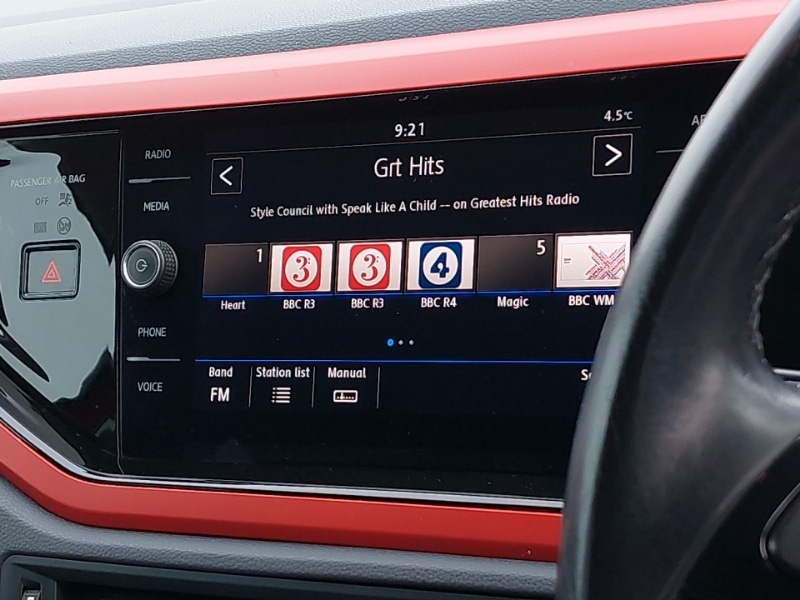 9:21
4.5°C
<
Grt Hits
>
Style Council with Speak Like A Child -- on Greatest Hits Radio
RADIO
MEDIA
PHONE
VOICE
PASSENGER AIR BAG
OFF
1
3
3
4
5
Heart
BBC R3
BBC R3
BBC R4
Magic
BBC WM
Band
Station list
Manual
FM